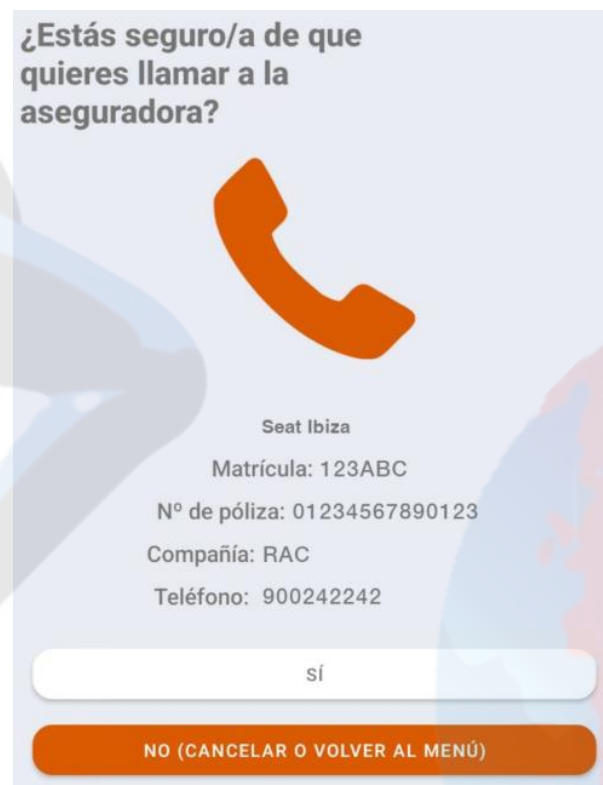 ¿Estás seguro/a de que
quieres llamar a la
aseguradora?
Seat Ibiza
Matrícula: 123ABC
Nº de póliza: 01234567890123
Compañía: RAC
Teléfono: 900242242
SÍ
NO (CANCELAR O VOLVER AL MENÚ)